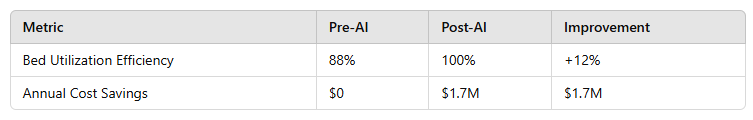 Metric Pre-AI Post-AI Improvement
Bed Utilization Efficiency 88% 100% +12%
Annual Cost Savings $0 $1.7M $1.7M